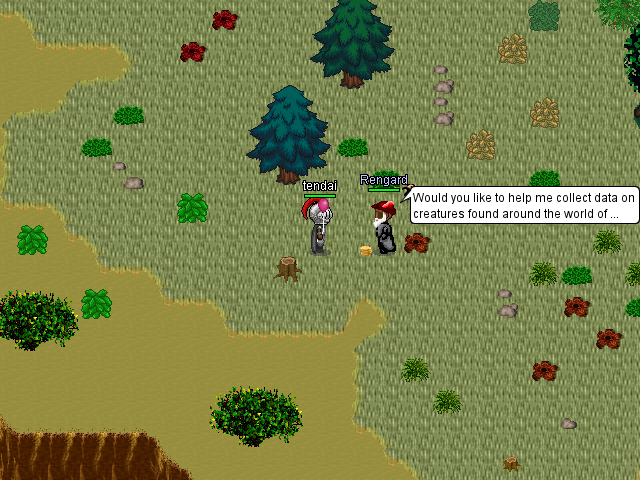 tendai
Rengard
Would you like to help me collect data on
creatures found around the world of ...